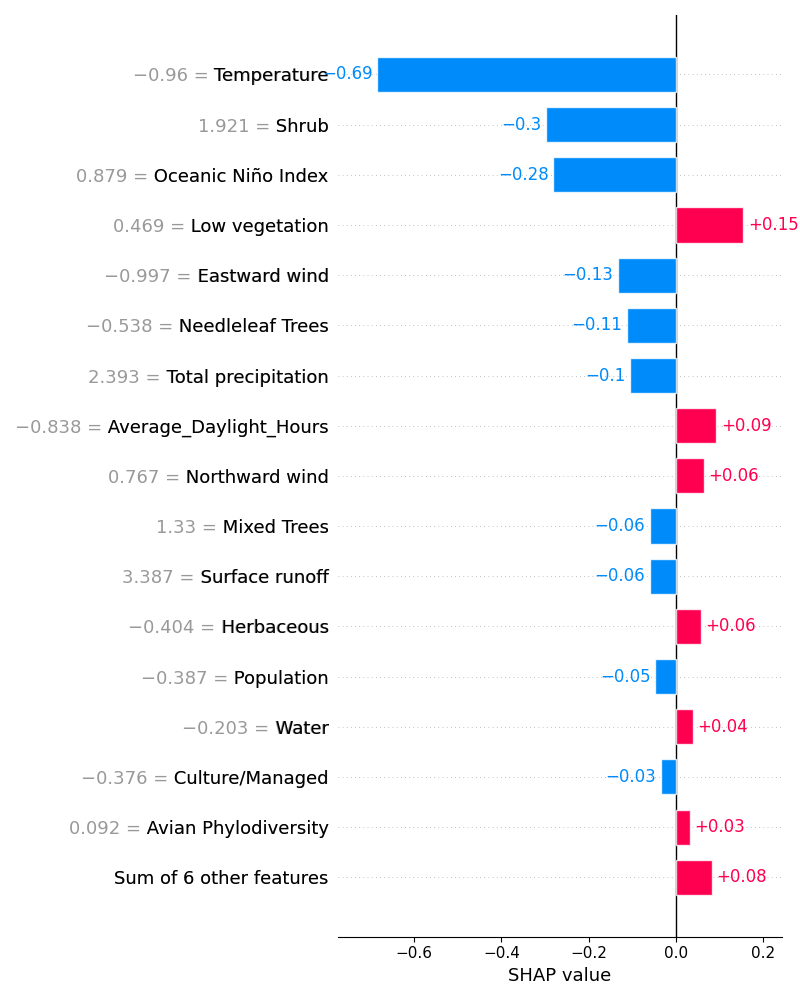 −0.96 = Temperature −0.69
1.921 = Shrub −0.3
0.879 = Oceanic Niño Index −0.28
0.469 = Low vegetation +0.15
−0.997 = Eastward wind −0.13
−0.538 = Needleleaf Trees −0.11
2.393 = Total precipitation −0.1
−0.838 = Average_Daylight_Hours +0.09
0.767 = Northward wind +0.06
1.33 = Mixed Trees −0.06
3.387 = Surface runoff −0.06
−0.404 = Herbaceous +0.06
−0.387 = Population −0.05
−0.203 = Water +0.04
−0.376 = Culture/Managed −0.03
0.092 = Avian Phylodiversity +0.03
Sum of 6 other features +0.08
−0.6 −0.4 −0.2 0.0 0.2
SHAP value